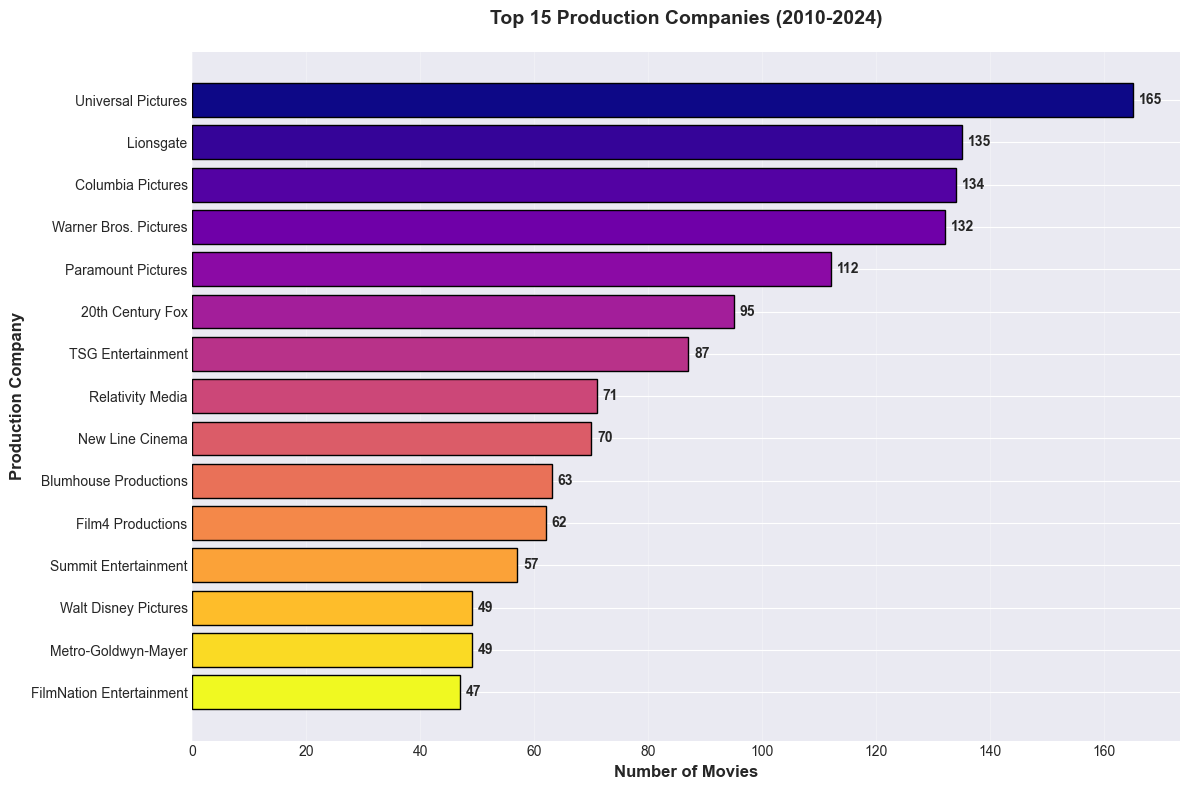 Top 15 Production Companies (2010-2024)
Production Company
Universal Pictures 165
Lionsgate 135
Columbia Pictures 134
Warner Bros. Pictures 132
Paramount Pictures 112
20th Century Fox 95
TSG Entertainment 87
Relativity Media 71
New Line Cinema 70
Blumhouse Productions 63
Film4 Productions 62
Summit Entertainment 57
Walt Disney Pictures 49
Metro-Goldwyn-Mayer 49
FilmNation Entertainment 47
0 20 40 60 80 100 120 140 160
Number of Movies